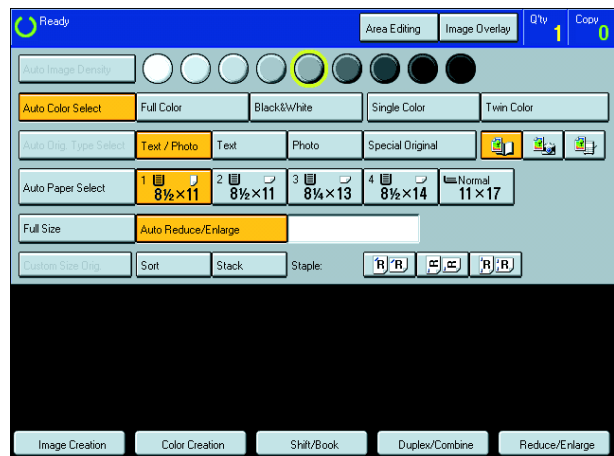 Ready Area Editing Image Overlay Q'ty 1 Copy 0
Auto Image Density
Auto Color Select Full Color Black&White Single Color Twin Color
Auto Orig. Type Select Text / Photo Text Photo Special Original
Auto Paper Select 1 8½×11 2 8½×11 3 8¼×13 4 8½×14 Normal 11×17
Full Size Auto Reduce/Enlarge
Custom Size Orig. Sort Stack Staple: R R R R R R
Image Creation Color Creation Shift/Book Duplex/Combine Reduce/Enlarge